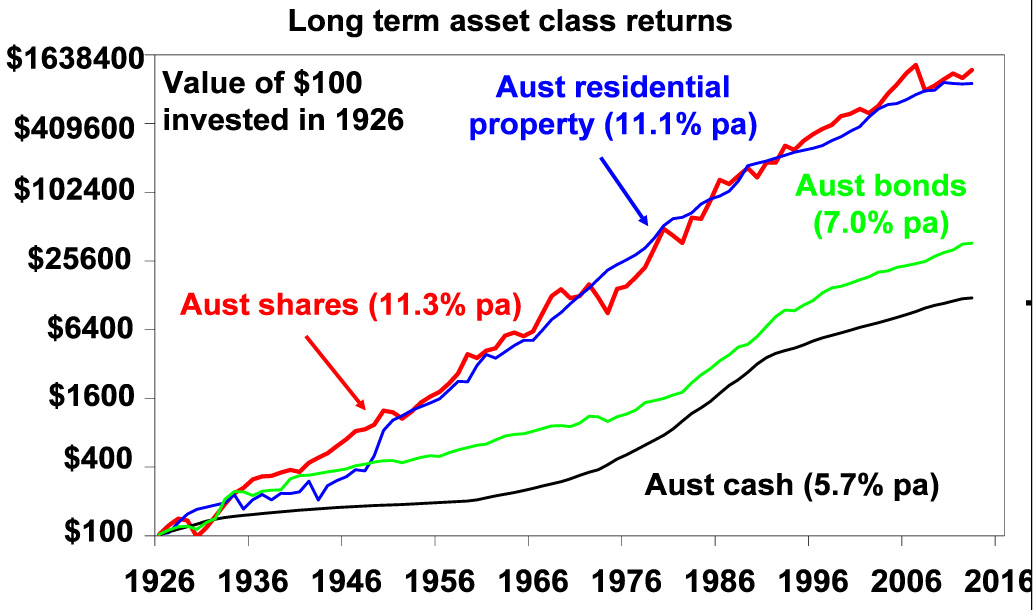 Long term asset class returns
$1638400
$409600
$102400
$25600
$6400
$1600
$400
$100
Value of $100
invested in 1926
Aust residential
property (11.1% pa)
Aust bonds
(7.0% pa)
Aust shares (11.3% pa)
Aust cash (5.7% pa)
1926 1936 1946 1956 1966 1976 1986 1996 2006 2016